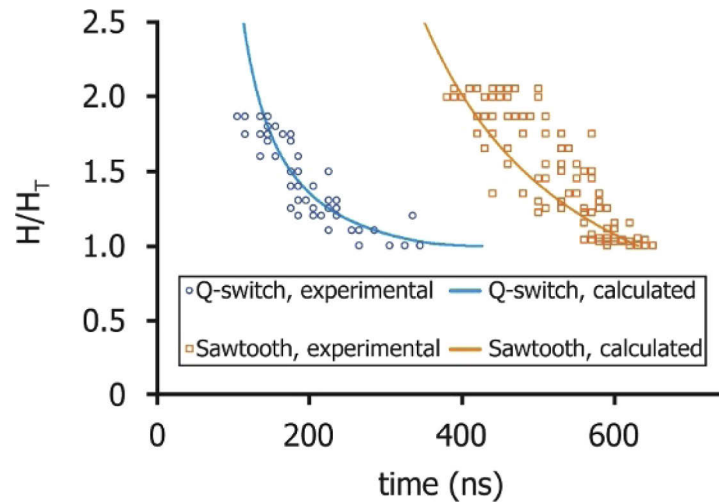 2.5
2.0
1.5
1.0
0.5
0
H/H_T
Q-switch, experimental
Q-switch, calculated
Sawtooth, experimental
Sawtooth, calculated
0 200 400 600
time (ns)